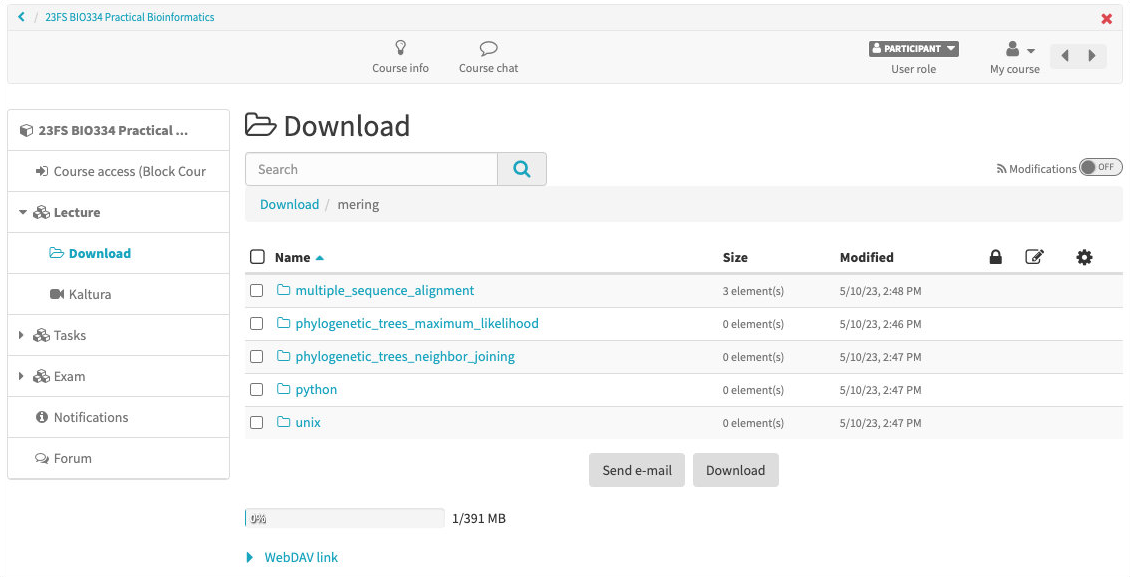 / 23FS BIO334 Practical Bioinformatics
Course info
Course chat
PARTICIPANT
User role
My course
23FS BIO334 Practical ...
Course access (Block Cour
Lecture
Download
Kaltura
Tasks
Exam
Notifications
Forum
Download
Search
Modifications OFF
Download / mering
Name Size Modified
multiple_sequence_alignment 3 element(s) 5/10/23, 2:48 PM
phylogenetic_trees_maximum_likelihood 0 element(s) 5/10/23, 2:46 PM
phylogenetic_trees_neighbor_joining 0 element(s) 5/10/23, 2:47 PM
python 0 element(s) 5/10/23, 2:47 PM
unix 0 element(s) 5/10/23, 2:47 PM
Send e-mail Download
0% 1/391 MB
WebDAV link